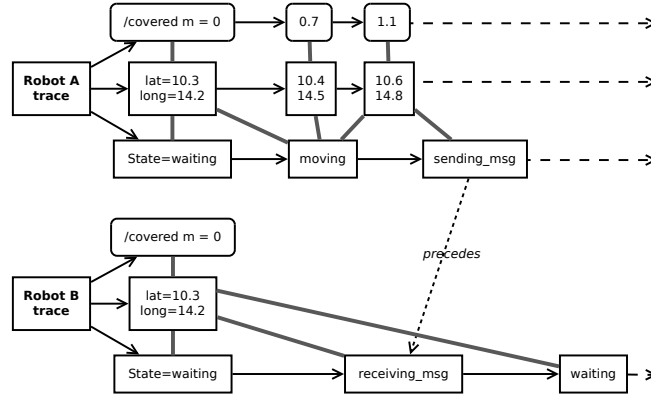 /covered m = 0
0.7
1.1
Robot A
trace
lat=10.3
long=14.2
10.4
14.5
10.6
14.8
State=waiting
moving
sending_msg
precedes
/covered m = 0
Robot B
trace
lat=10.3
long=14.2
State=waiting
receiving_msg
waiting